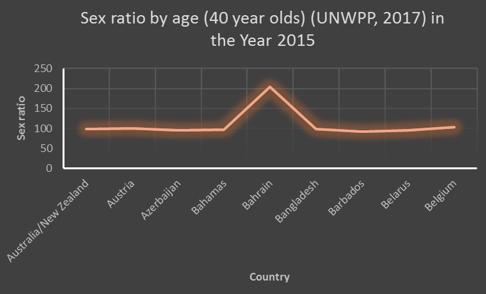 Sex ratio by age (40 year olds) (UNWPP, 2017) in
the Year 2015
250
200
150
100
50
0
Sex ratio
Australia/New Zealand
Austria
Azerbaijan
Bahamas
Bahrain
Bangladesh
Barbados
Belarus
Belgium
Country